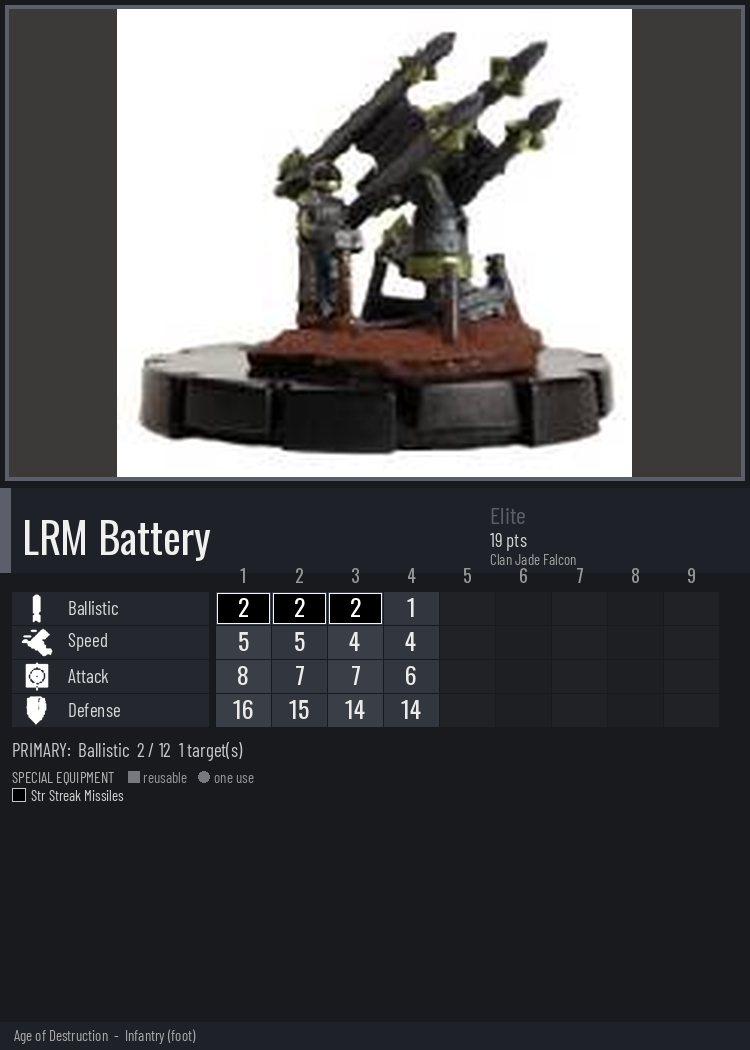 LRM Battery
Elite
19 pts
Clan Jade Falcon
1 2 3 4 5 6 7 8 9
Ballistic 2 2 2 1
Speed 5 5 4 4
Attack 8 7 7 6
Defense 16 15 14 14
PRIMARY: Ballistic 2 / 12 1 target(s)
SPECIAL EQUIPMENT reusable one use
Str Streak Missiles
Age of Destruction - Infantry (foot)